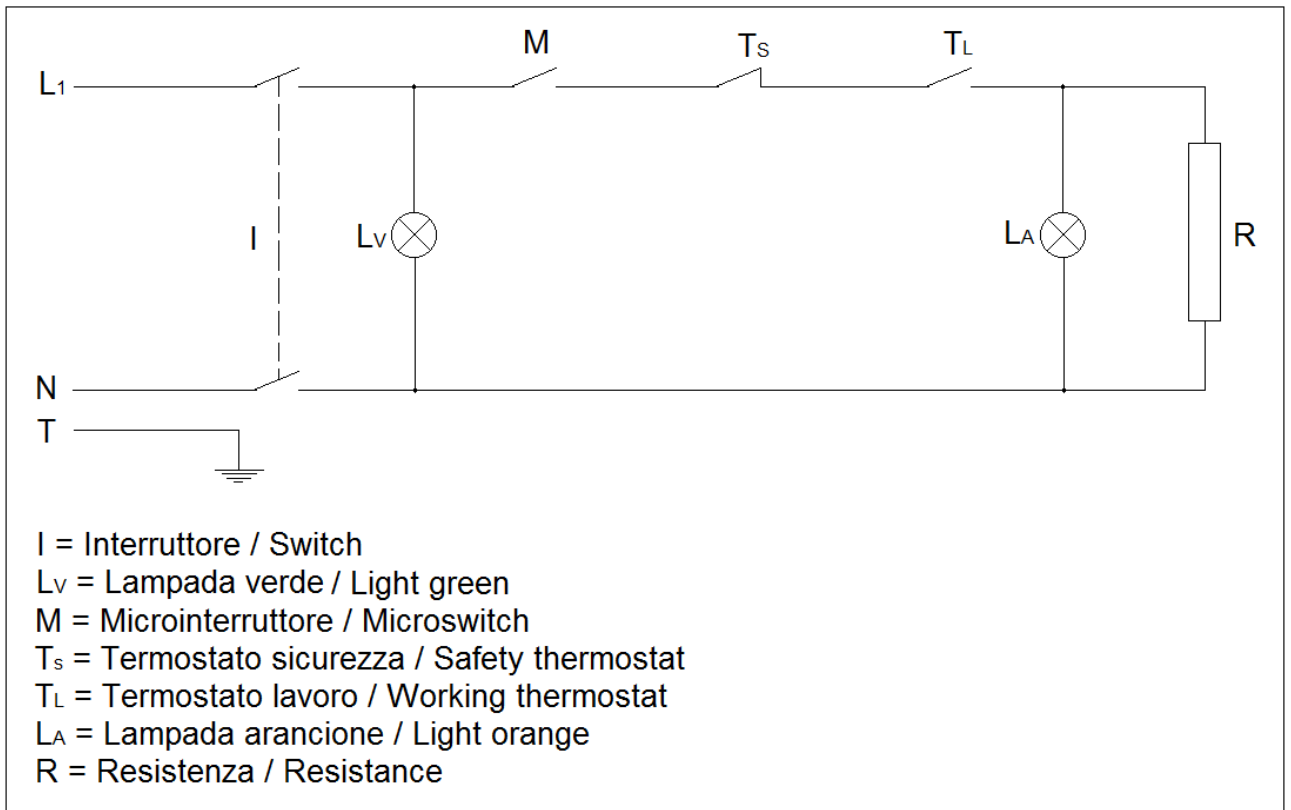 M
Ts
TL
L1
I
Lv
LA
R
N
T
I = Interruttore / Switch
Lv = Lampada verde / Light green
M = Microinterruttore / Microswitch
Ts = Termostato sicurezza / Safety thermostat
TL = Termostato lavoro / Working thermostat
LA = Lampada arancione / Light orange
R = Resistenza / Resistance